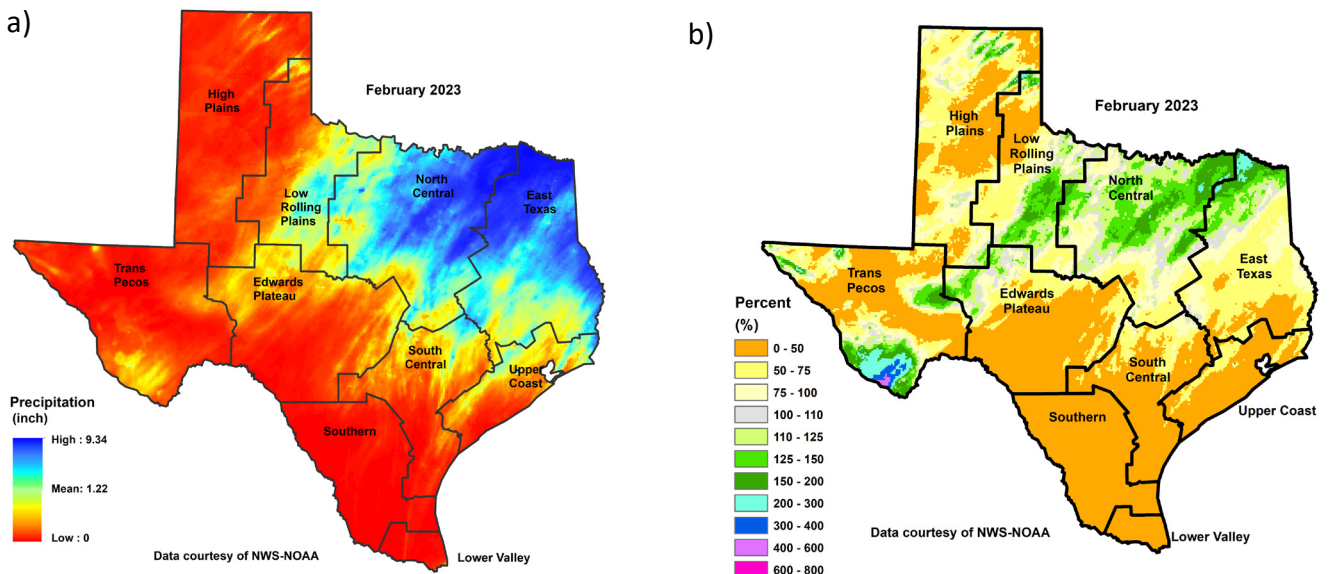 a)
February 2023
High
Plains
Low
Rolling
Plains
North
Central
East
Texas
Trans
Pecos
Edwards
Plateau
South
Central
Upper
Coast
Southern
Lower Valley
Precipitation
(inch)
High : 9.34
Mean: 1.22
Low : 0
Data courtesy of NWS-NOAA
b)
February 2023
High
Plains
Low
Rolling
Plains
North
Central
East
Texas
Trans
Pecos
Edwards
Plateau
South
Central
Upper Coast
Southern
Lower Valley
Percent
(%)
0 - 50
50 - 75
75 - 100
100 - 110
110 - 125
125 - 150
150 - 200
200 - 300
300 - 400
400 - 600
600 - 800
Data courtesy of NWS-NOAA